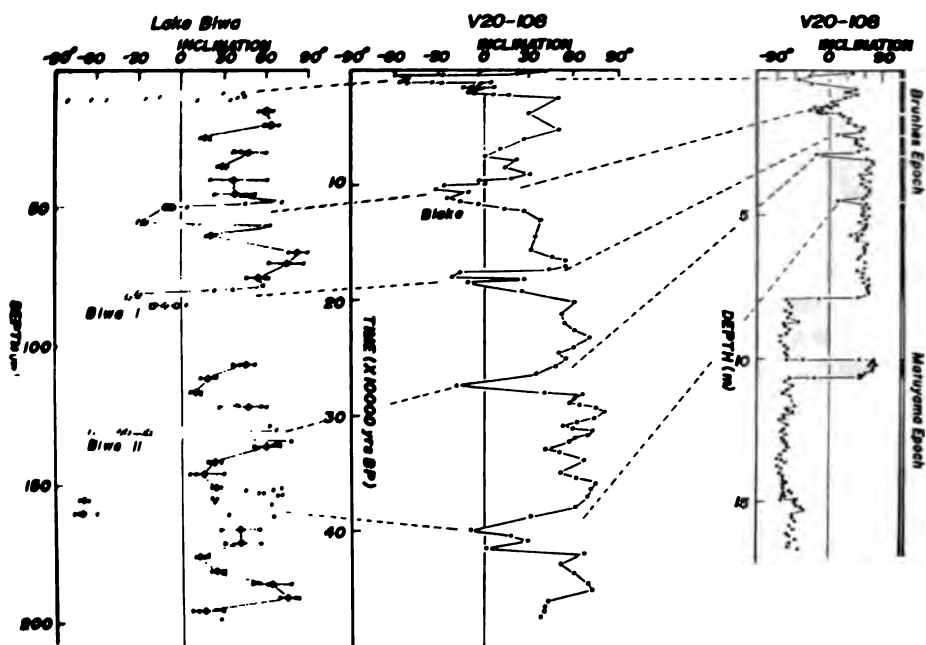 Lake Biwa
INCLINATION
-90° -60 -30 0 30 60 90°
50
100
150
200
Biwa I
Biwa II
V20-108
INCLINATION
-90° -60 -30 0 30 60 90°
10
20
30
40
TIME (X10000 yrs BP)
Blake
V20-108
INCLINATION
-90° 0 90
5
10
15
DEPTH (m)
Brunhes Epoch
Matuyama Epoch